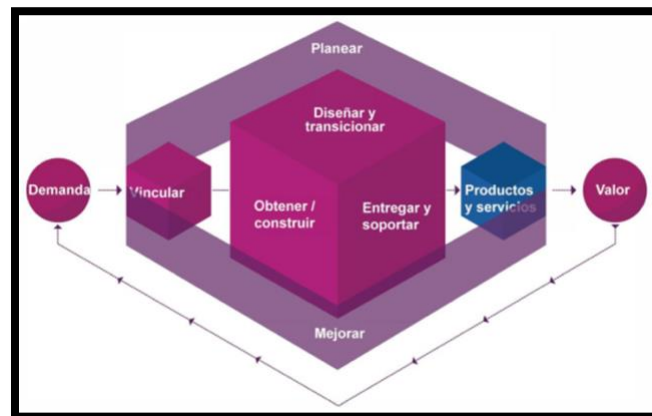 Planear
Diseñar y
transicionar
Demanda
Vincular
Obtener /
construir
Entregar y
soportar
Productos
y servicios
Valor
Mejorar